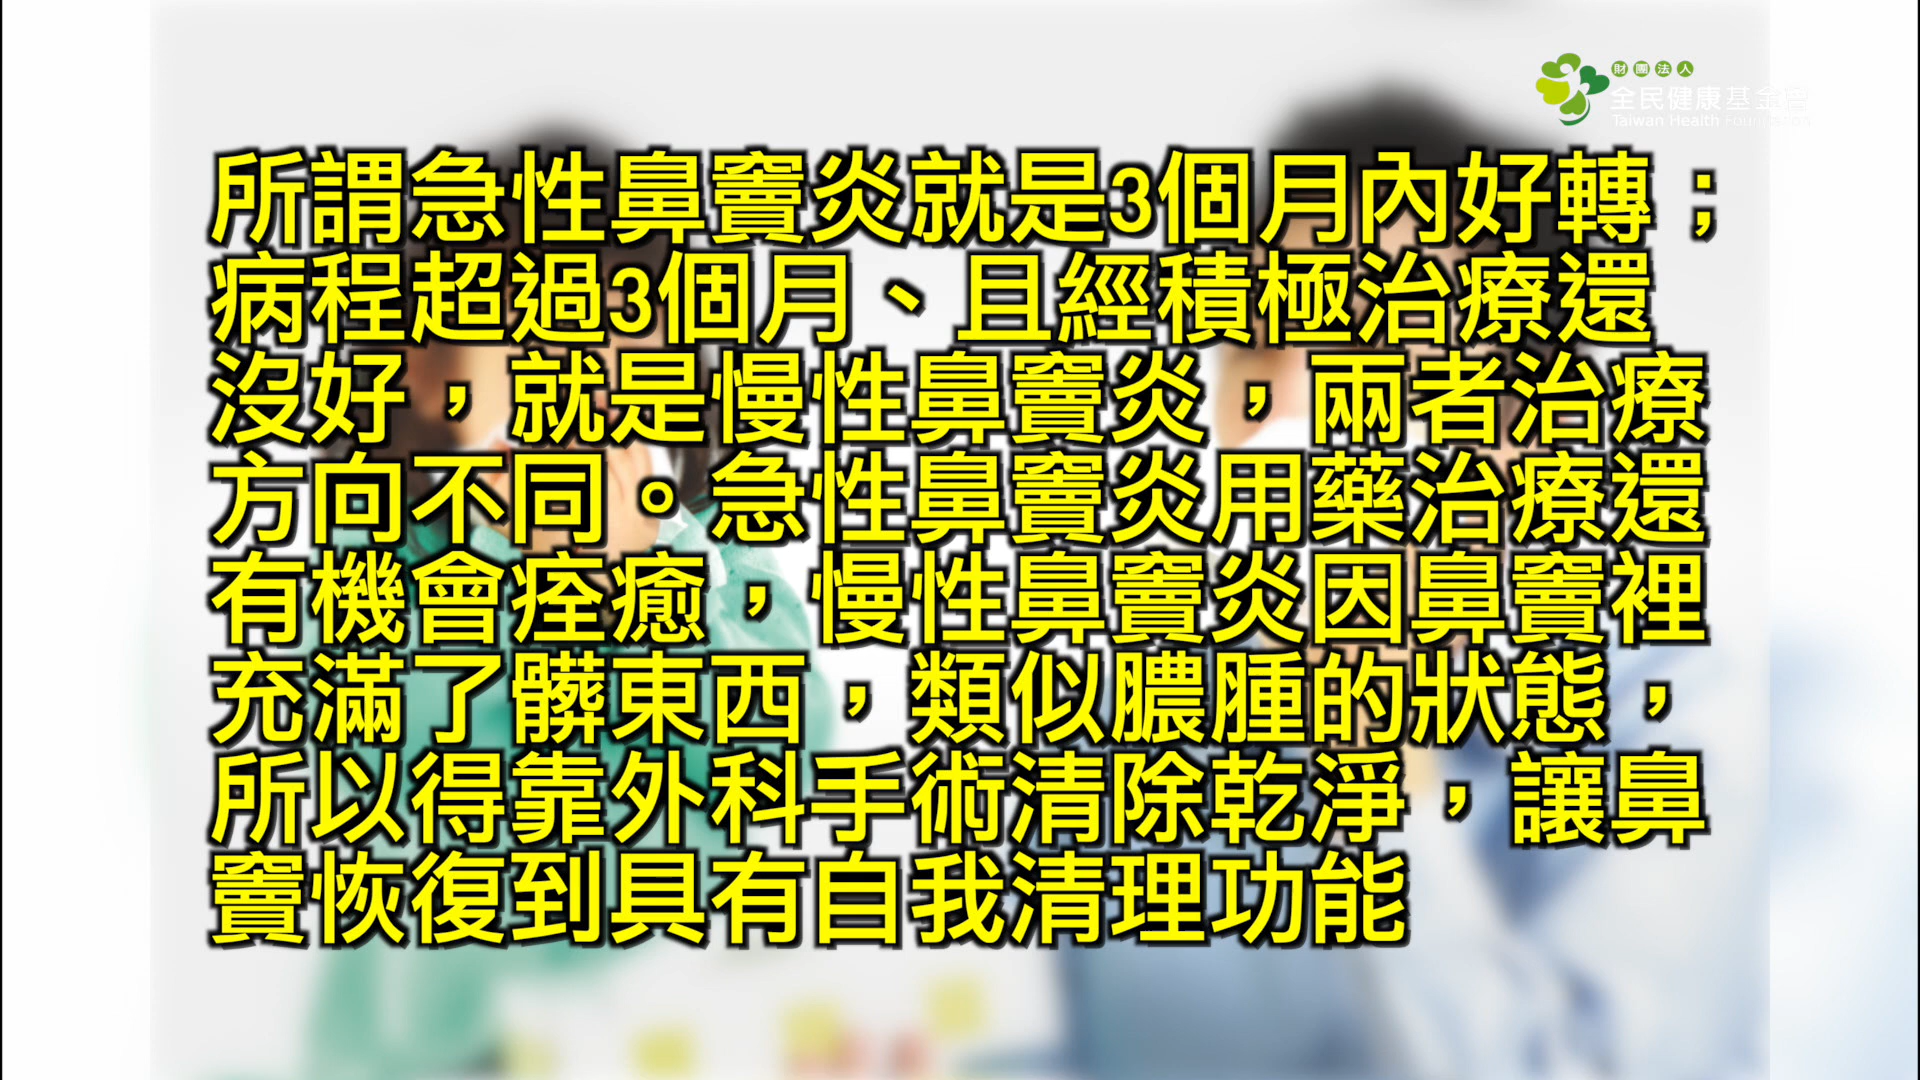 財團法人
全民健康基金會
Taiwan Health Foundation
所謂急性鼻竇炎就是3個月內好轉；
病程超過3個月、且經積極治療還
沒好，就是慢性鼻竇炎，兩者治療
方向不同。急性鼻竇炎用藥治療還
有機會痊癒，慢性鼻竇炎因鼻竇裡
充滿了髒東西，類似膿腫的狀態，
所以得靠外科手術清除乾淨，讓鼻
竇恢復到具有自我清理功能